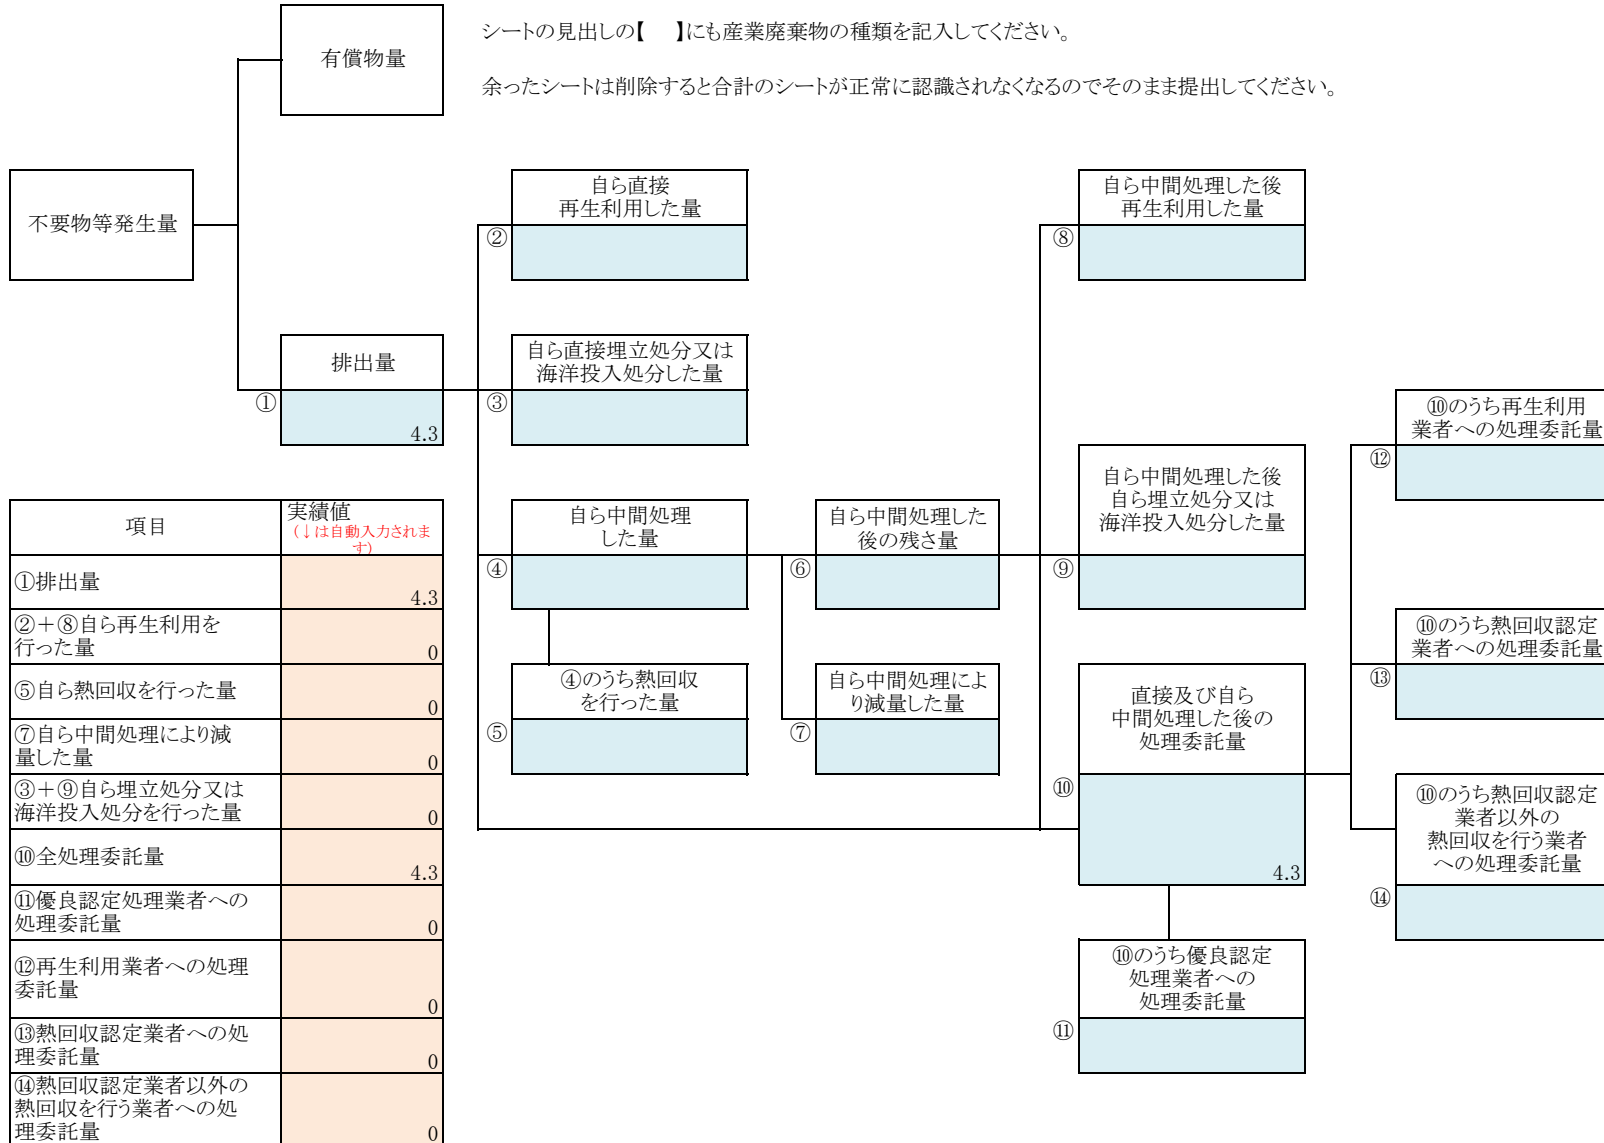 シートの見出しの【　】にも産業廃棄物の種類を記入してください。
有償物量
余ったシートは削除すると合計のシートが正常に認識されなくなるのでそのまま提出してください。
不要物等発生量
自ら直接
再生利用した量
②
自ら中間処理した後
再生利用した量
⑧
排出量
①
4.3
自ら直接埋立処分又は
海洋投入処分した量
③
⑩のうち再生利用
業者への処理委託量
⑫
自ら中間処理
した量
④
自ら中間処理した
後の残さ量
⑥
自ら中間処理した後
自ら埋立処分又は
海洋投入処分した量
⑨
⑩のうち熱回収認定
業者への処理委託量
⑬
④のうち熱回収
を行った量
⑤
自ら中間処理によ
り減量した量
⑦
直接及び自ら
中間処理した後の
処理委託量
⑩
4.3
⑩のうち熱回収認定
業者以外の
熱回収を行う業者
への処理委託量
⑭
⑩のうち優良認定
処理業者への
処理委託量
⑪
項目
実績値
（↓は自動入力されま
す）
①排出量
4.3
②＋⑧自ら再生利用を
行った量
0
⑤自ら熱回収を行った量
0
⑦自ら中間処理により減
量した量
0
③＋⑨自ら埋立処分又は
海洋投入処分を行った量
0
⑩全処理委託量
4.3
⑪優良認定処理業者への
処理委託量
0
⑫再生利用業者への処理
委託量
0
⑬熱回収認定業者への処
理委託量
0
⑭熱回収認定業者以外の
熱回収を行う業者への処
理委託量
0